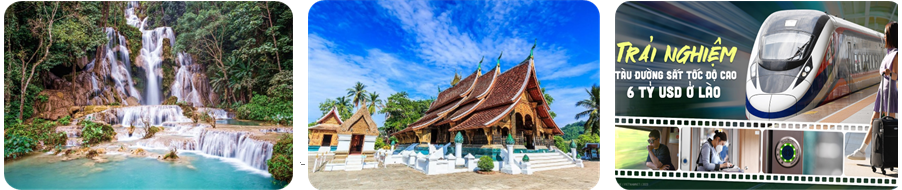 TRẢI NGHIỆM
TÀU ĐƯỜNG SẮT TỐC ĐỘ CAO
6 TỶ USD Ở LÀO